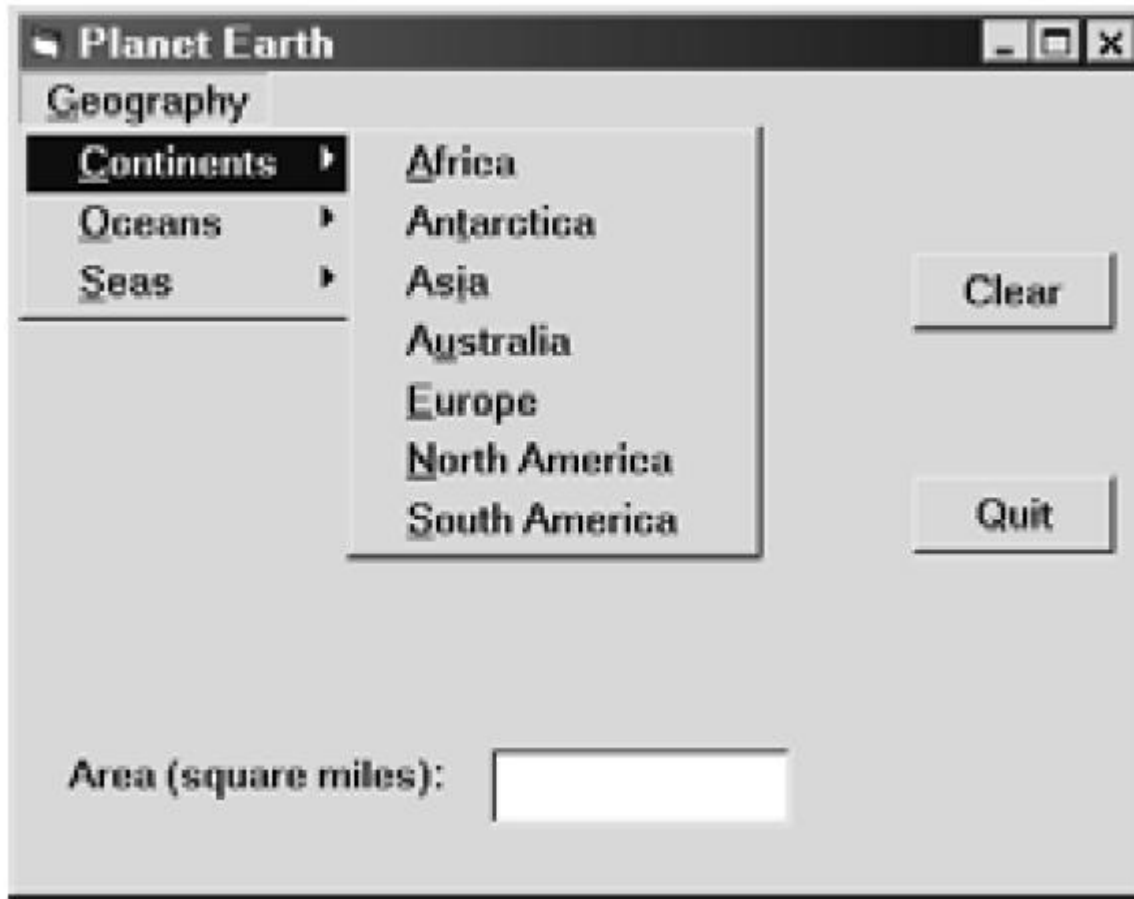 Planet Earth
Geography
Continents
Oceans
Seas
Africa
Antarctica
Asia
Australia
Europe
North America
South America
Clear
Quit
Area (square miles):